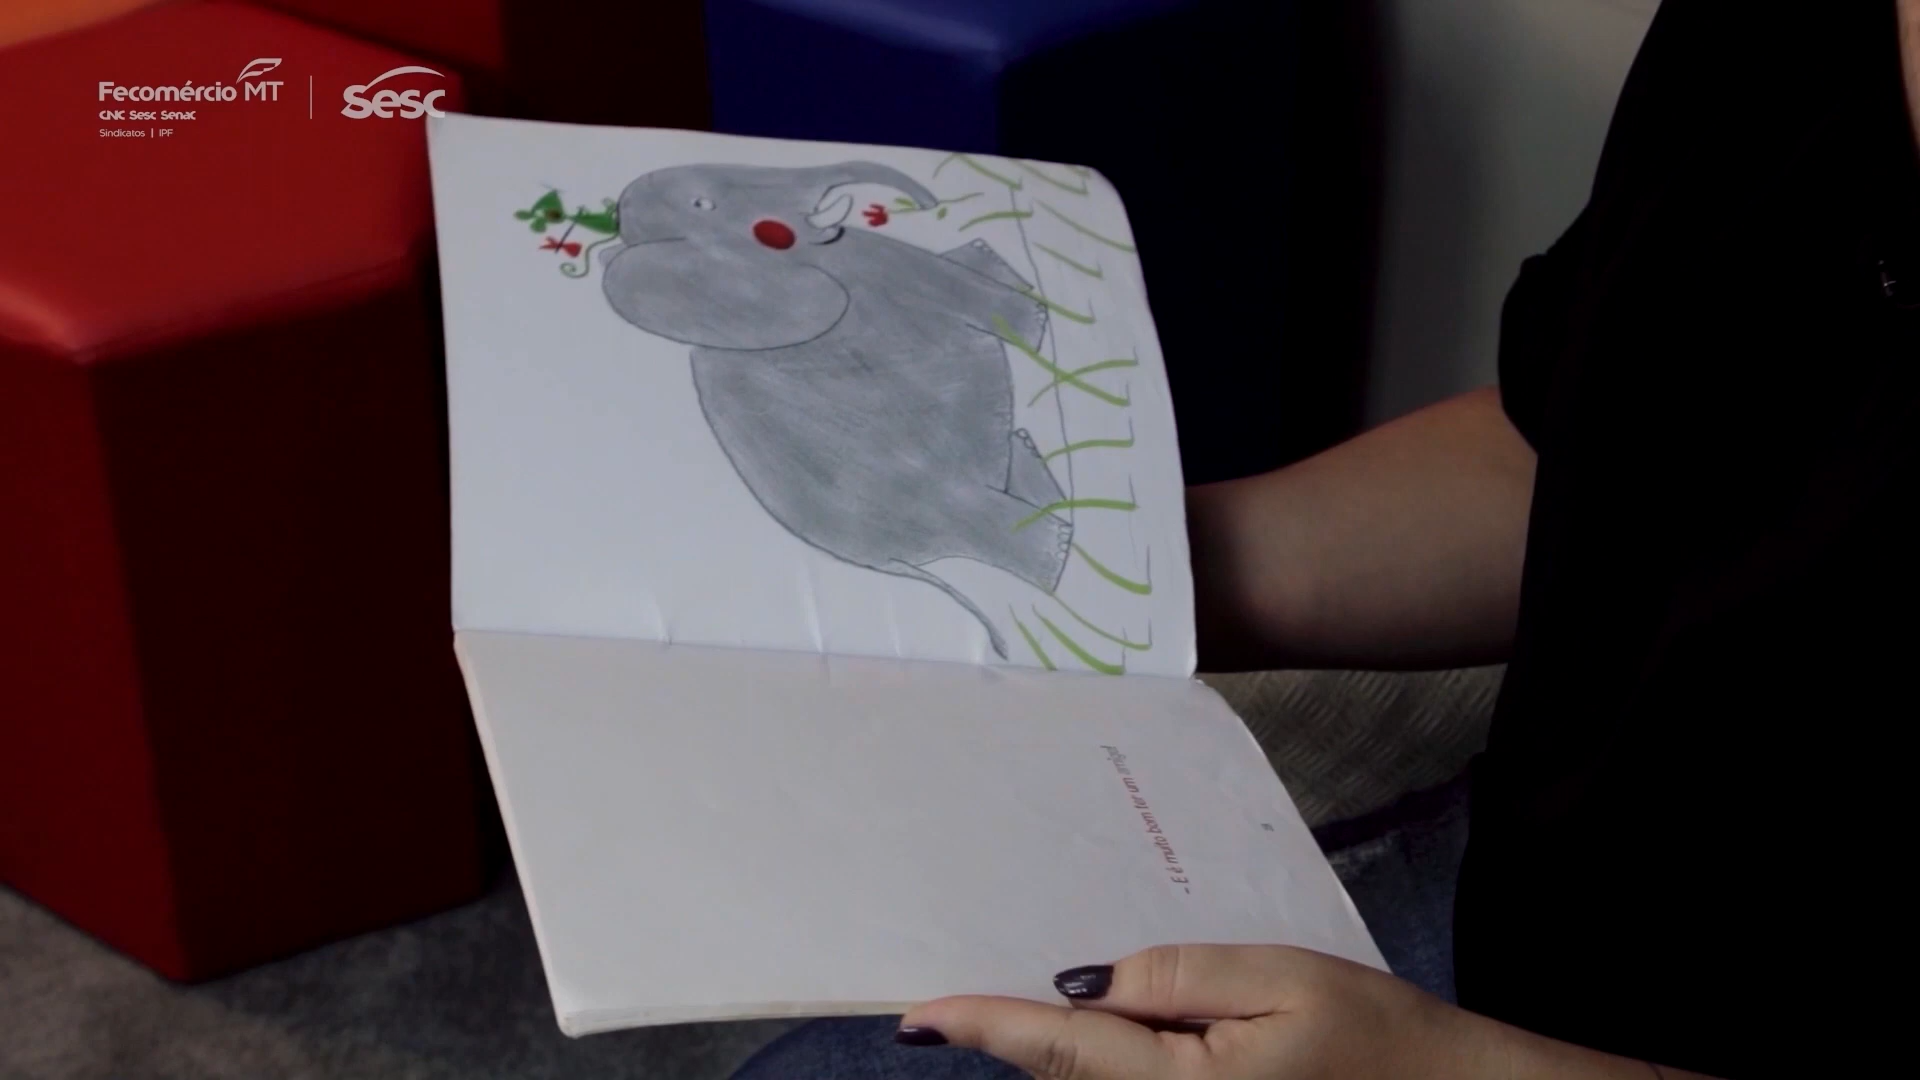 Fecomércio MT
CNC Sesc Senac
Sindicatos | IPF
Sesc
– E é muito bom ter um amigo!